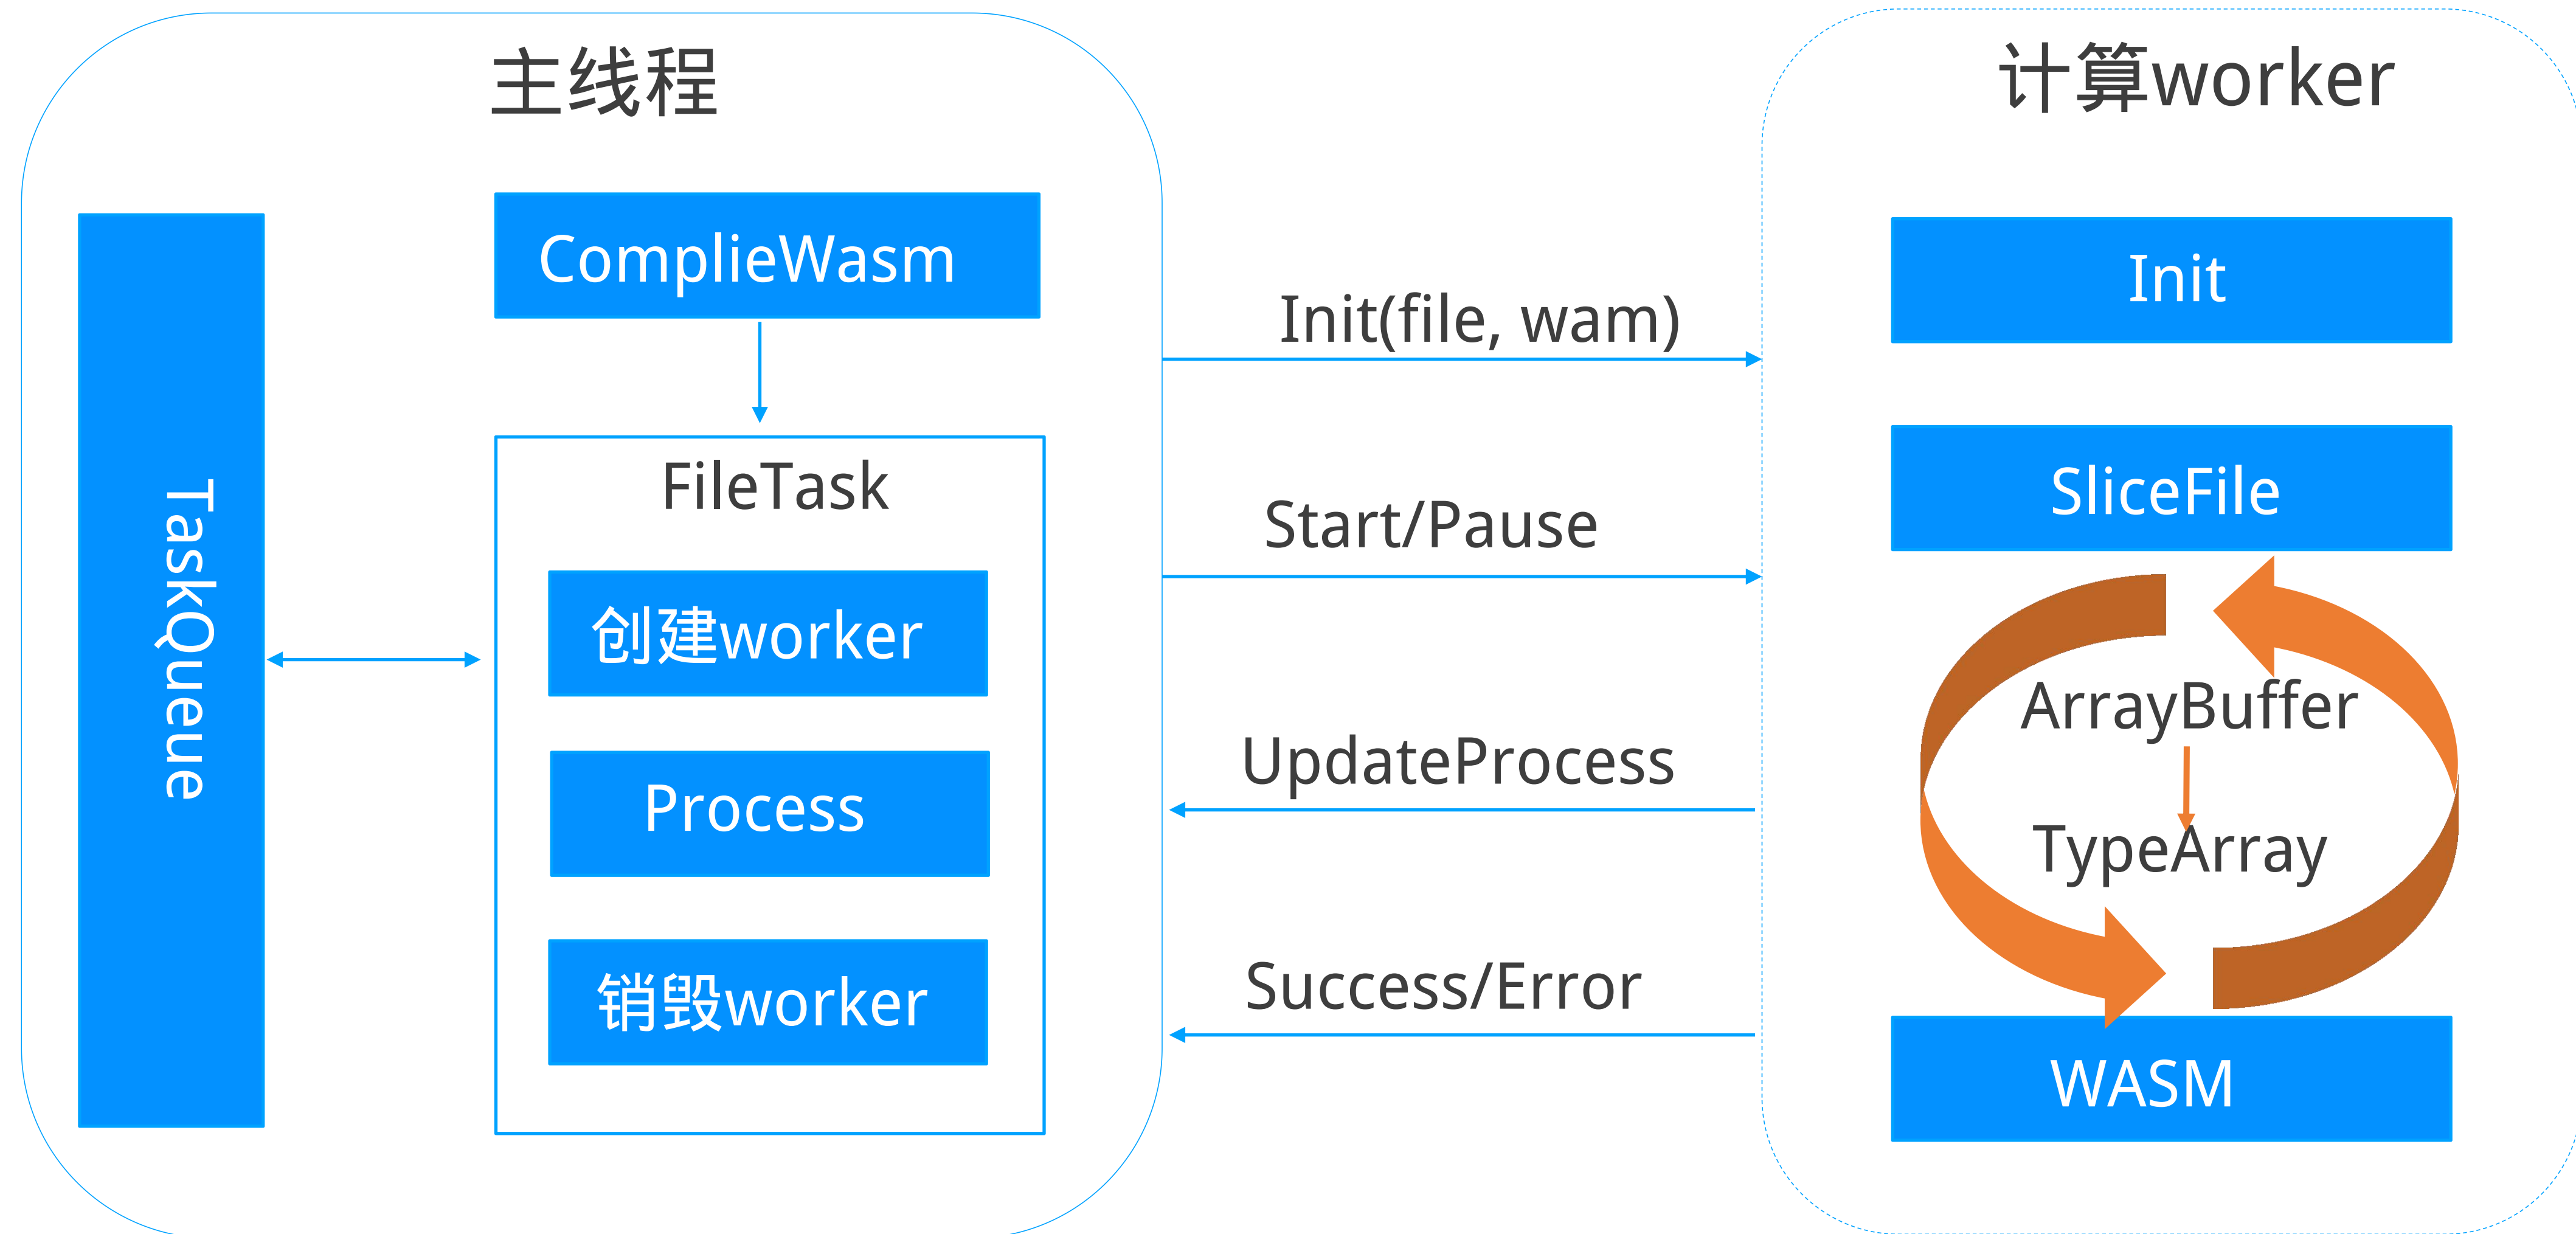 主线程
TaskQueue
ComplieWasm
FileTask
创建worker
Process
销毁worker
Init(file, wam)
Start/Pause
UpdateProcess
Success/Error
计算worker
Init
SliceFile
ArrayBuffer
TypeArray
WASM